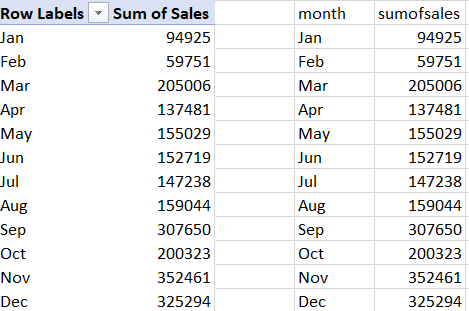 Row Labels Sum of Sales month sumofsales
Jan 94925 Jan 94925
Feb 59751 Feb 59751
Mar 205006 Mar 205006
Apr 137481 Apr 137481
May 155029 May 155029
Jun 152719 Jun 152719
Jul 147238 Jul 147238
Aug 159044 Aug 159044
Sep 307650 Sep 307650
Oct 200323 Oct 200323
Nov 352461 Nov 352461
Dec 325294 Dec 325294